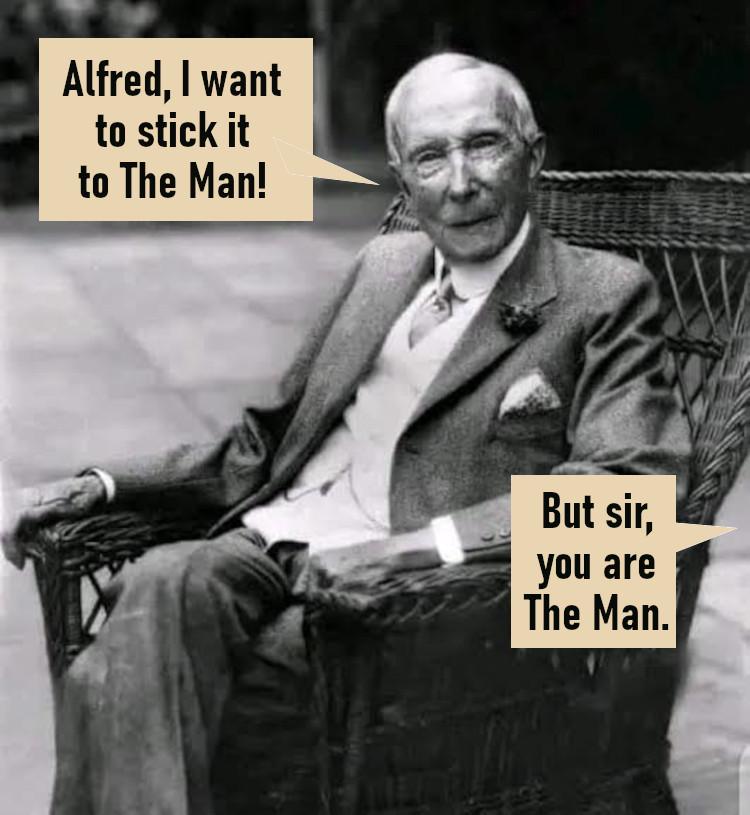 Alfred, I want
to stick it
to The Man!
But sir,
you are
The Man.